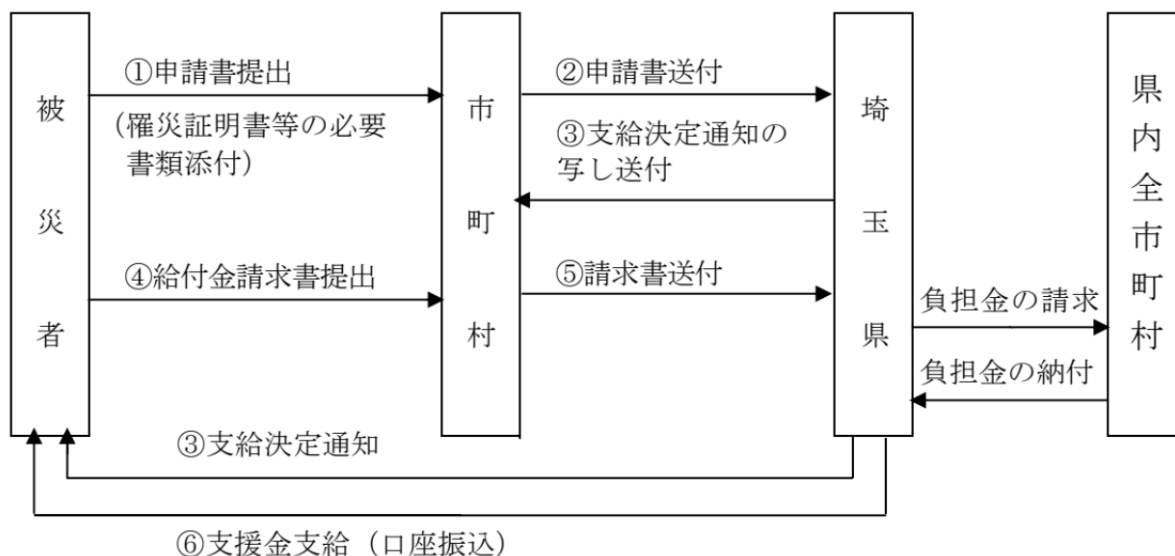 被災者
①申請書提出
(罹災証明書等の必要
書類添付)
④給付金請求書提出
市町村
②申請書送付
③支給決定通知の
写し送付
⑤請求書送付
埼玉県
負担金の請求
負担金の納付
県内全市町村
③支給決定通知
⑥支援金支給（口座振込）